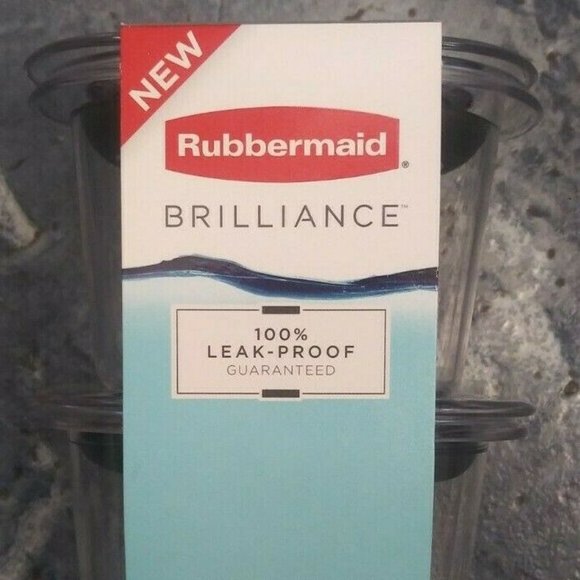 NEW
Rubbermaid®
BRILLIANCE™
100%
LEAK-PROOF
GUARANTEED